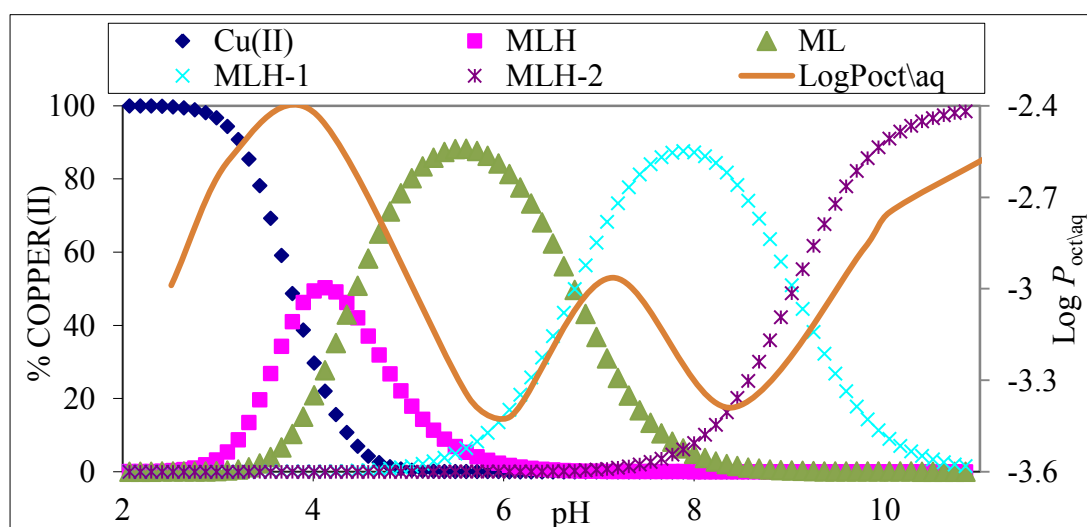 Cu(II) MLH ML
MLH-1 MLH-2 LogPoct\aq
100 -2.4
80 -2.7
60
-3
40
-3.3
20
0 -3.6
2 4 6 8 10
% COPPER(II)
pH
Log Poct\aq